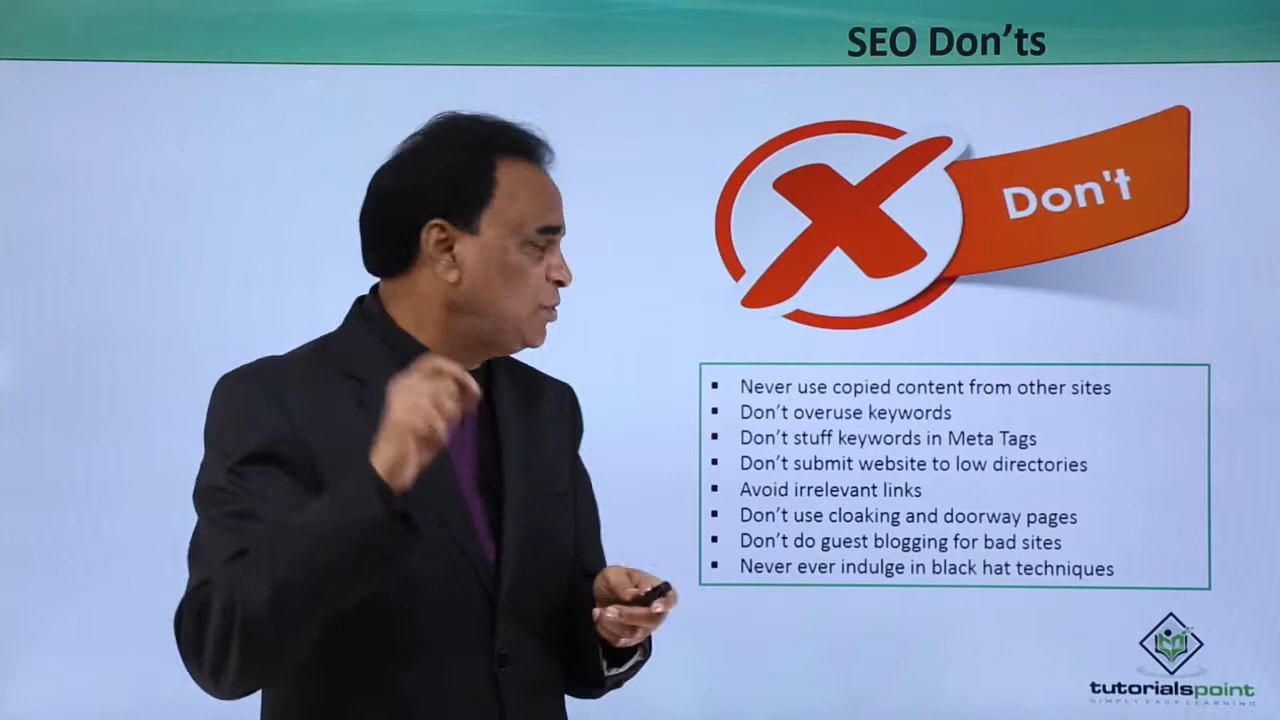 SEO Don’ts
Don't
▪ Never use copied content from other sites
▪ Don’t overuse keywords
▪ Don’t stuff keywords in Meta Tags
▪ Don’t submit website to low directories
▪ Avoid irrelevant links
▪ Don’t use cloaking and doorway pages
▪ Don’t do guest blogging for bad sites
▪ Never ever indulge in black hat techniques
tutorialspoint
SIMPLY EASY LEARNING